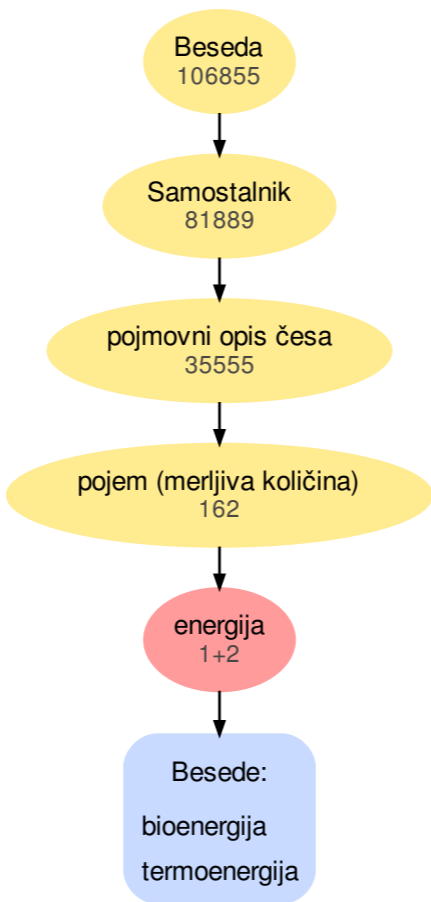 Beseda
106855
Samostalnik
81889
pojmovni opis česa
35555
pojem (merljiva količina)
162
energija
1+2
Besede:
bioenergija
termoenergija